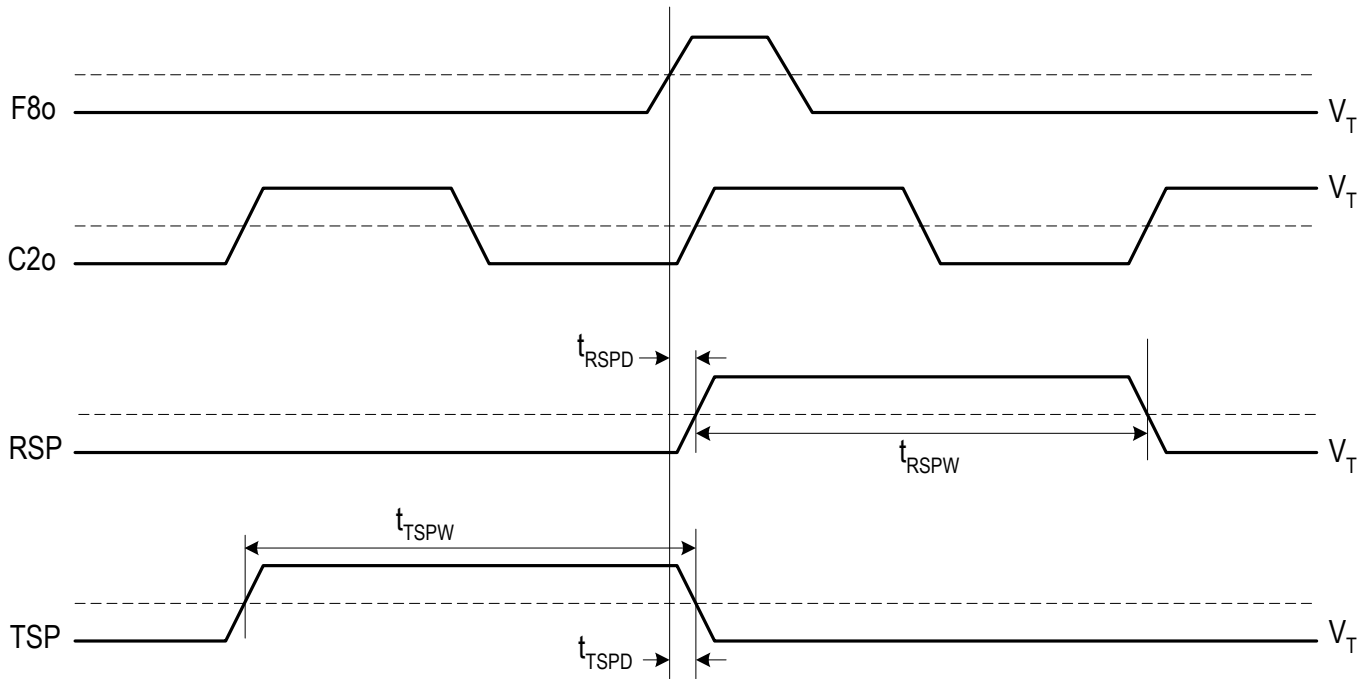 F8o
V_T
V_T
C2o
t_RSPD
RSP
t_RSPW
V_T
t_TSPW
TSP
V_T
t_TSPD